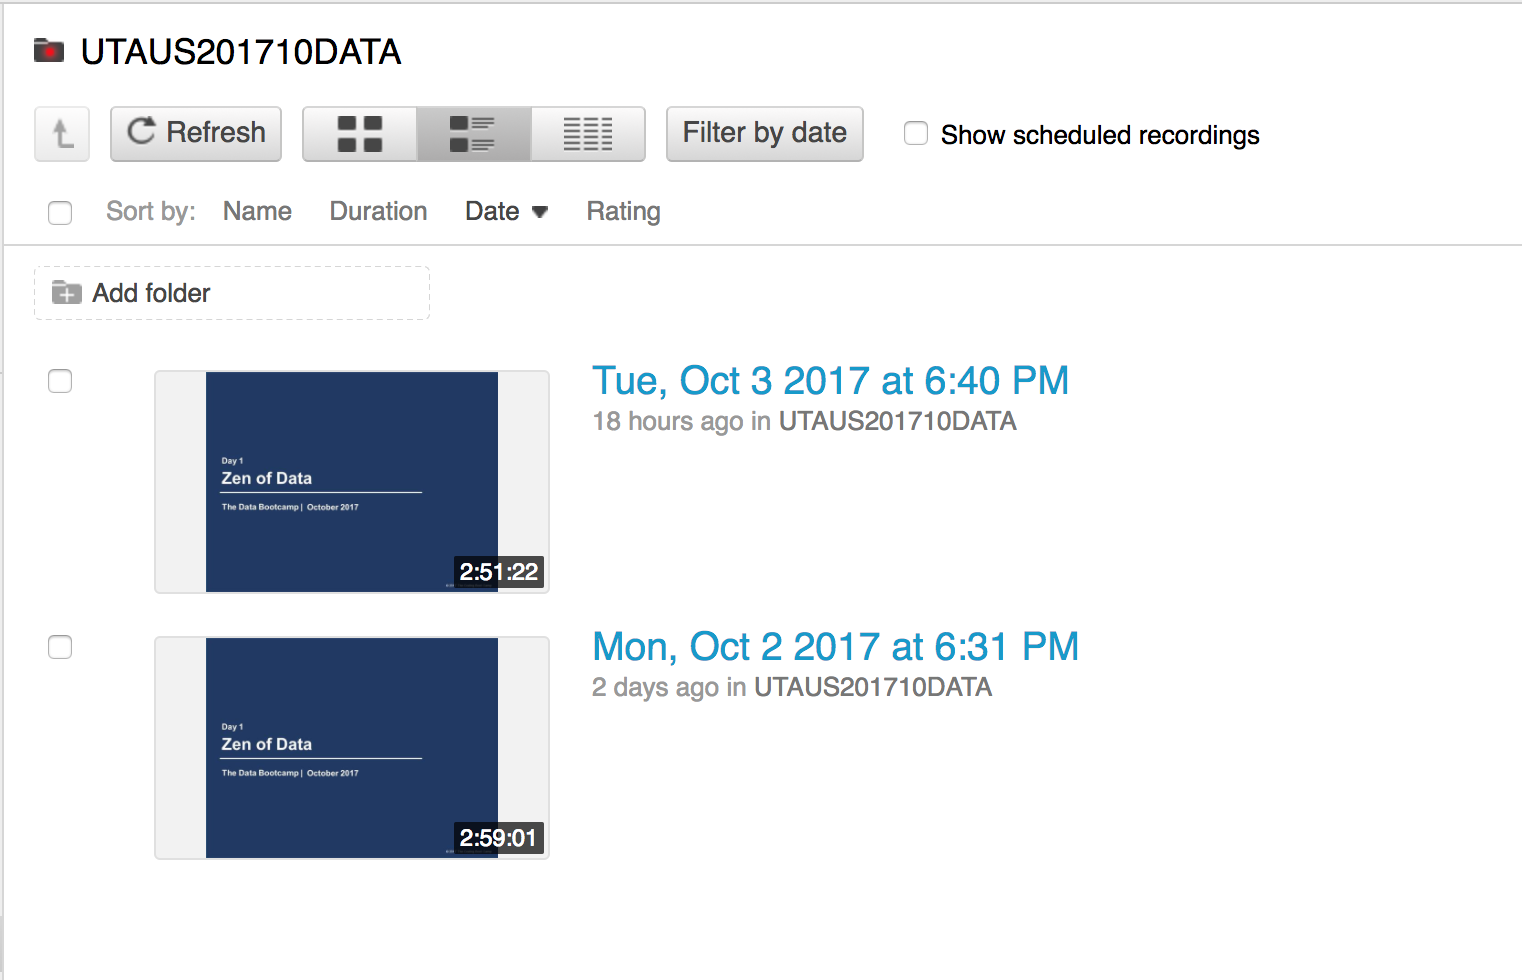 UTAUS201710DATA
Refresh
Filter by date
Show scheduled recordings
Sort by: Name Duration Date Rating
Add folder
Tue, Oct 3 2017 at 6:40 PM
18 hours ago in UTAUS201710DATA
Day 1
Zen of Data
The Data Bootcamp | October 2017
2:51:22
Mon, Oct 2 2017 at 6:31 PM
2 days ago in UTAUS201710DATA
Day 1
Zen of Data
The Data Bootcamp | October 2017
2:59:01